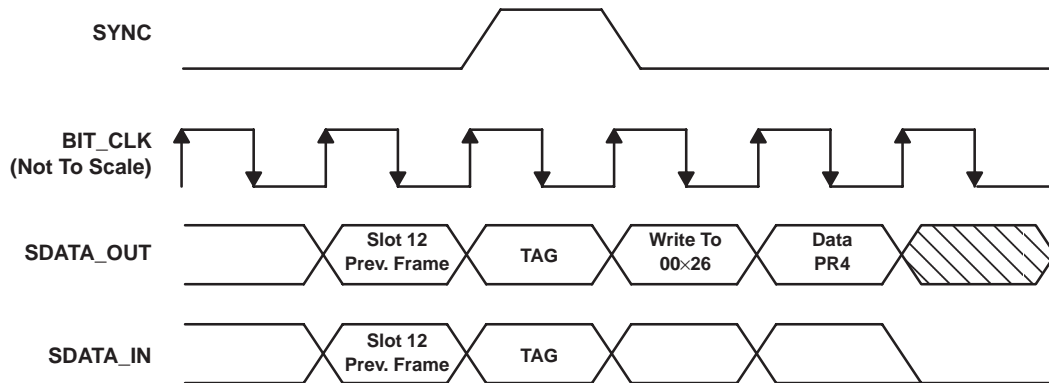 SYNC
BIT_CLK
(Not To Scale)
SDATA_OUT
Slot 12
Prev. Frame
TAG
Write To
00×26
Data
PR4
SDATA_IN
Slot 12
Prev. Frame
TAG